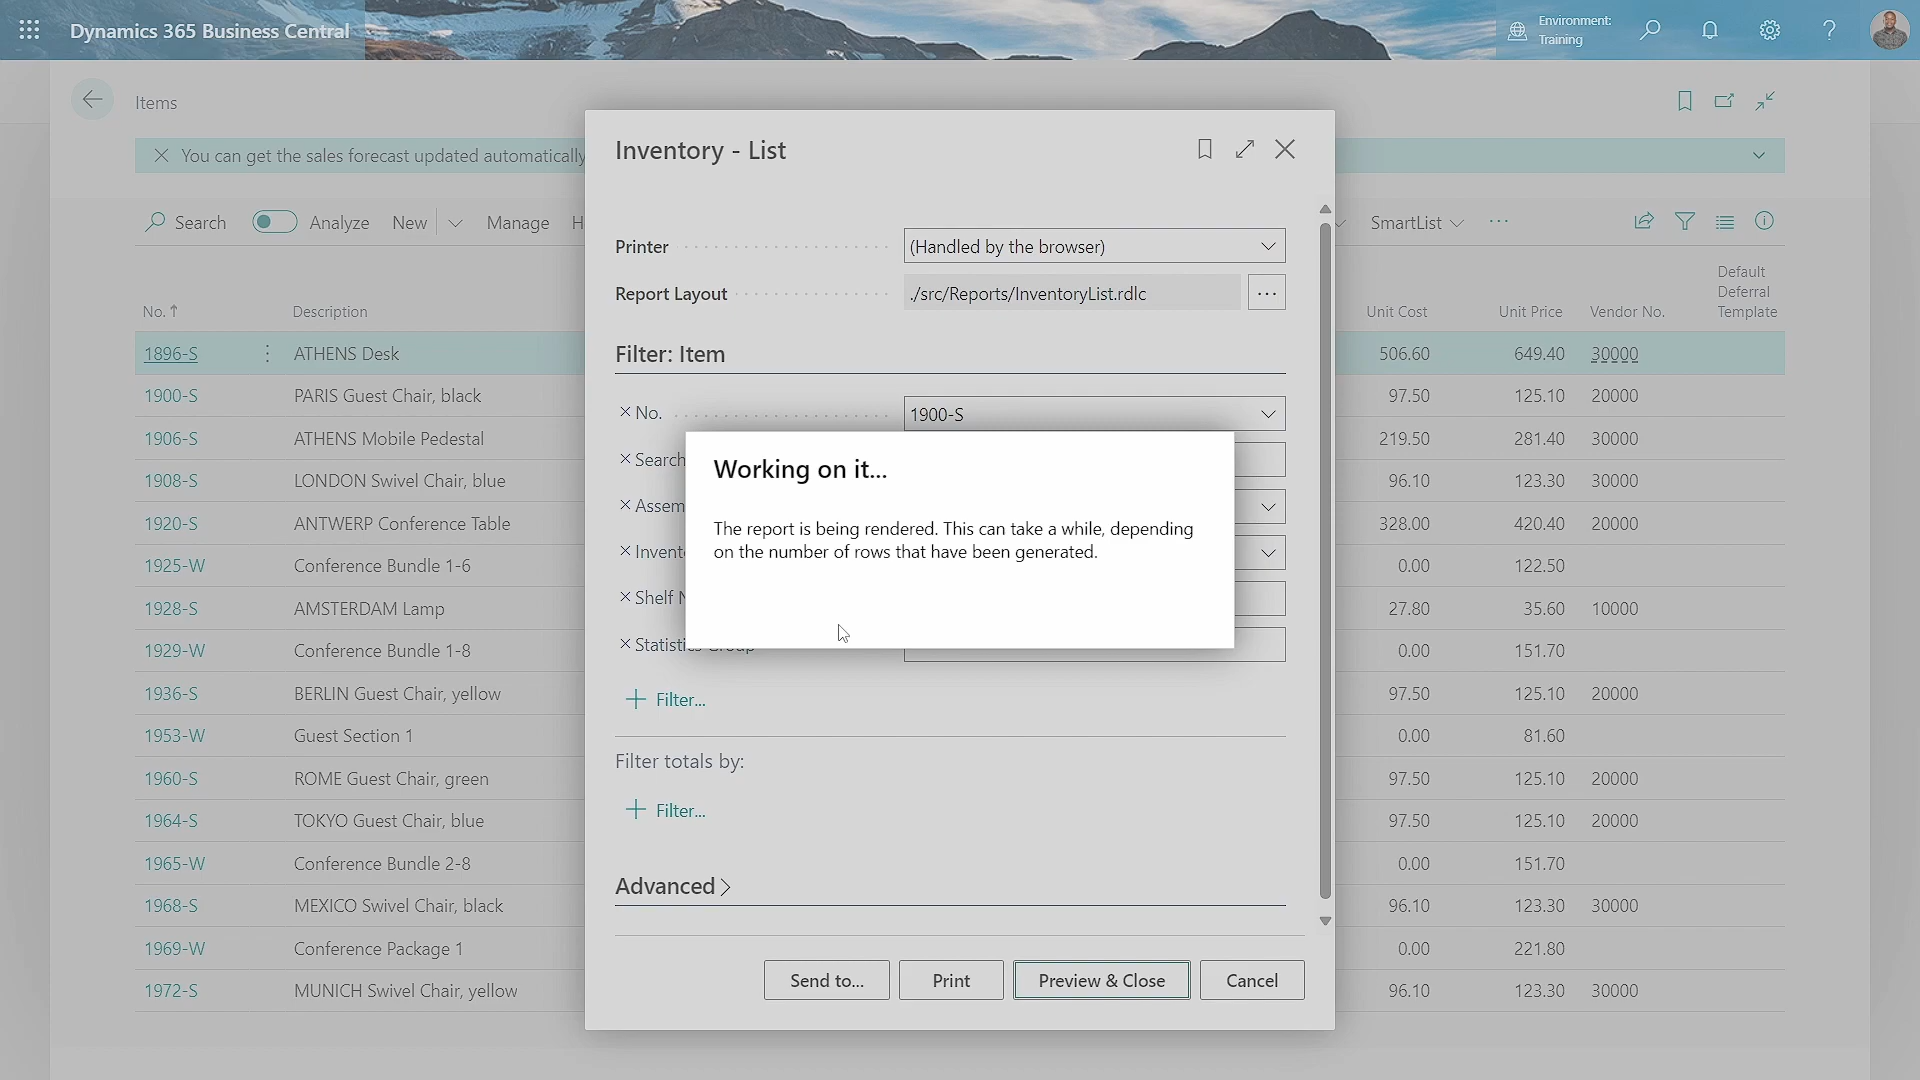 Dynamics 365 Business Central
Environment:
Training
Items
You can get the sales forecast updated automatically
Search
Analyze
New
Manage
H
SmartList
No.
Description
Unit Cost
Unit Price
Vendor No.
Default
Deferral
Template
1896-S ATHENS Desk 506.60 649.40 30000
1900-S PARIS Guest Chair, black 97.50 125.10 20000
1906-S ATHENS Mobile Pedestal 219.50 281.40 30000
1908-S LONDON Swivel Chair, blue 96.10 123.30 30000
1920-S ANTWERP Conference Table 328.00 420.40 20000
1925-W Conference Bundle 1-6 0.00 122.50
1928-S AMSTERDAM Lamp 27.80 35.60 10000
1929-W Conference Bundle 1-8 0.00 151.70
1936-S BERLIN Guest Chair, yellow 97.50 125.10 20000
1953-W Guest Section 1 0.00 81.60
1960-S ROME Guest Chair, green 97.50 125.10 20000
1964-S TOKYO Guest Chair, blue 97.50 125.10 20000
1965-W Conference Bundle 2-8 0.00 151.70
1968-S MEXICO Swivel Chair, black 96.10 123.30 30000
1969-W Conference Package 1 0.00 221.80
1972-S MUNICH Swivel Chair, yellow 96.10 123.30 30000
Inventory - List
Printer (Handled by the browser)
Report Layout ./src/Reports/InventoryList.rdlc
Filter: Item
No. 1900-S
Search
Assem
Invent
Shelf N
Statistics Group
Filter...
Filter totals by:
Filter...
Advanced
Send to...
Print
Preview & Close
Cancel
Working on it...
The report is being rendered. This can take a while, depending
on the number of rows that have been generated.